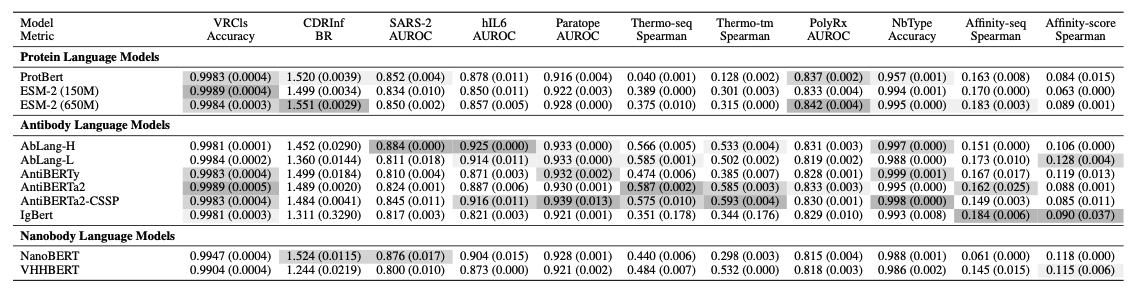 Model VRCls CDRInf SARS-2 hIL6 Paratope Thermo-seq Thermo-tm PolyRx NbType Affinity-seq Affinity-score
Metric Accuracy BR AUROC AUROC AUROC Spearman Spearman AUROC Accuracy Spearman Spearman
Protein Language Models
ProtBert 0.9983 (0.0004) 1.520 (0.0039) 0.852 (0.004) 0.878 (0.011) 0.916 (0.004) 0.040 (0.001) 0.128 (0.002) 0.837 (0.002) 0.957 (0.001) 0.163 (0.008) 0.084 (0.015)
ESM-2 (150M) 0.9989 (0.0004) 1.499 (0.0034) 0.834 (0.010) 0.850 (0.011) 0.922 (0.003) 0.389 (0.000) 0.301 (0.003) 0.833 (0.004) 0.994 (0.001) 0.170 (0.000) 0.063 (0.000)
ESM-2 (650M) 0.9984 (0.0003) 1.551 (0.0029) 0.850 (0.002) 0.857 (0.005) 0.928 (0.000) 0.375 (0.010) 0.315 (0.000) 0.842 (0.004) 0.995 (0.000) 0.183 (0.003) 0.089 (0.001)
Antibody Language Models
AbLang-H 0.9981 (0.0001) 1.452 (0.0290) 0.884 (0.000) 0.925 (0.000) 0.933 (0.000) 0.566 (0.005) 0.533 (0.004) 0.831 (0.003) 0.997 (0.000) 0.151 (0.000) 0.106 (0.000)
AbLang-L 0.9984 (0.0002) 1.360 (0.0144) 0.811 (0.018) 0.914 (0.011) 0.933 (0.000) 0.585 (0.001) 0.502 (0.002) 0.819 (0.002) 0.988 (0.000) 0.173 (0.010) 0.128 (0.004)
AntiBERTy 0.9983 (0.0004) 1.499 (0.0184) 0.810 (0.004) 0.871 (0.003) 0.932 (0.002) 0.474 (0.006) 0.385 (0.007) 0.828 (0.001) 0.999 (0.001) 0.167 (0.017) 0.119 (0.013)
AntiBERTa2 0.9989 (0.0005) 1.489 (0.0020) 0.824 (0.001) 0.887 (0.006) 0.930 (0.001) 0.587 (0.002) 0.585 (0.003) 0.833 (0.003) 0.995 (0.000) 0.162 (0.025) 0.088 (0.001)
AntiBERTa2-CSSP 0.9983 (0.0004) 1.484 (0.0041) 0.845 (0.011) 0.916 (0.011) 0.939 (0.013) 0.575 (0.010) 0.593 (0.004) 0.830 (0.001) 0.998 (0.000) 0.149 (0.003) 0.085 (0.011)
IgBert 0.9981 (0.0003) 1.311 (0.3290) 0.817 (0.003) 0.821 (0.003) 0.921 (0.001) 0.351 (0.178) 0.344 (0.176) 0.829 (0.010) 0.993 (0.008) 0.184 (0.006) 0.090 (0.037)
Nanobody Language Models
NanoBERT 0.9947 (0.0004) 1.524 (0.0115) 0.876 (0.017) 0.904 (0.015) 0.928 (0.001) 0.440 (0.006) 0.298 (0.003) 0.815 (0.004) 0.988 (0.001) 0.061 (0.000) 0.118 (0.000)
VHHBERT 0.9904 (0.0004) 1.244 (0.0219) 0.800 (0.010) 0.873 (0.000) 0.921 (0.002) 0.484 (0.007) 0.532 (0.000) 0.818 (0.003) 0.986 (0.002) 0.145 (0.015) 0.115 (0.006)